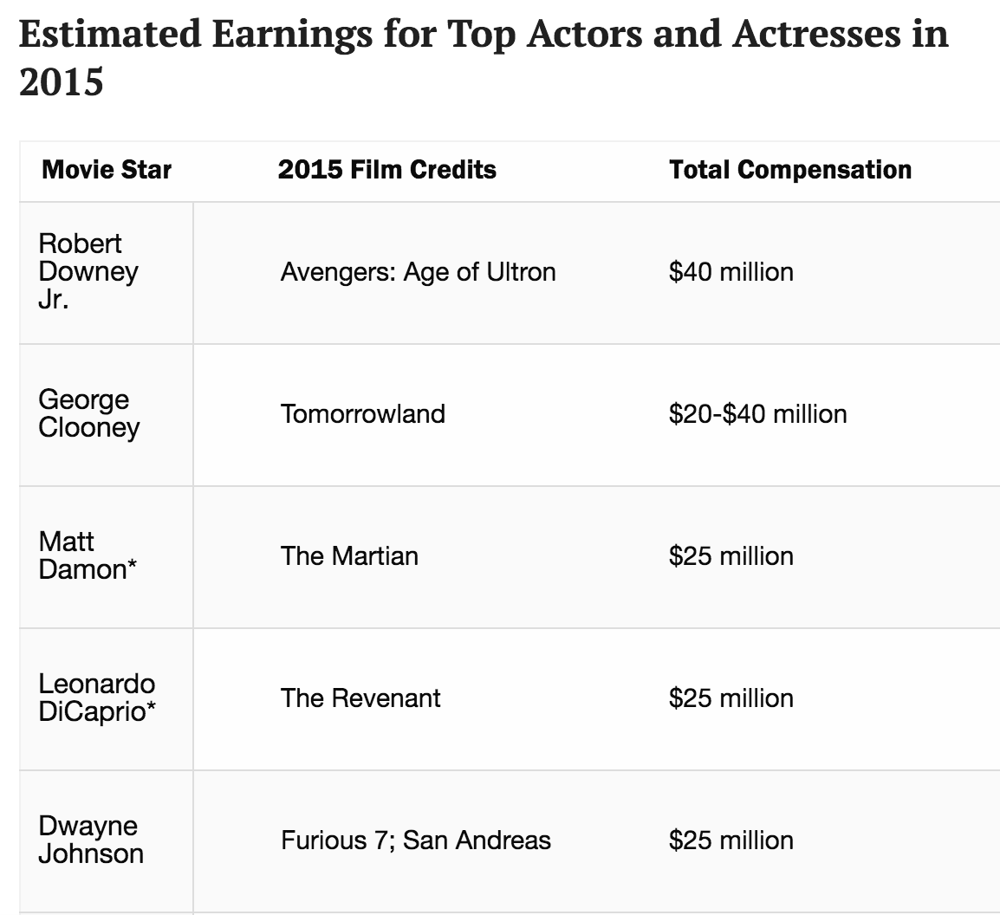 Estimated Earnings for Top Actors and Actresses in
2015
Movie Star 2015 Film Credits Total Compensation
Robert
Downey
Jr.
Avengers: Age of Ultron
$40 million
George
Clooney
Tomorrowland
$20-$40 million
Matt
Damon*
The Martian
$25 million
Leonardo
DiCaprio*
The Revenant
$25 million
Dwayne
Johnson
Furious 7; San Andreas
$25 million